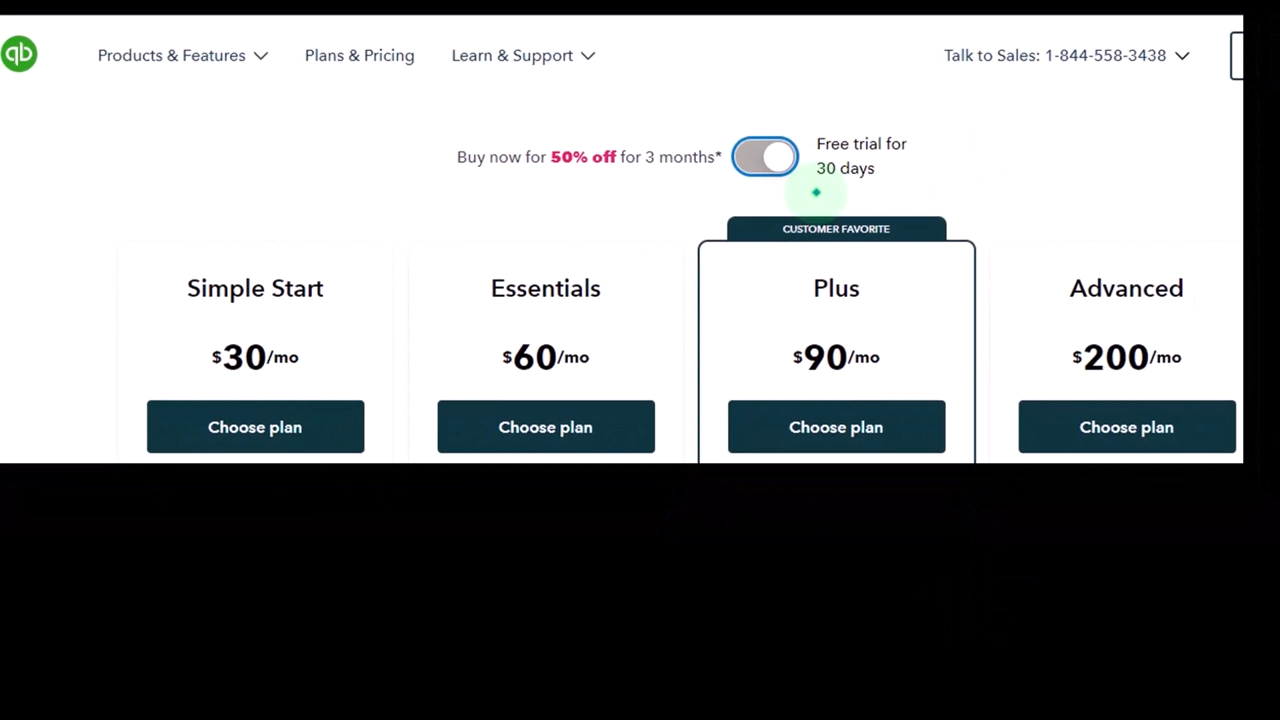 qb
Products & Features
Plans & Pricing
Learn & Support
Talk to Sales: 1-844-558-3438
Buy now for 50% off for 3 months*
Free trial for
30 days
CUSTOMER FAVORITE
Simple Start
Essentials
Plus
Advanced
$30/mo
$60/mo
$90/mo
$200/mo
Choose plan
Choose plan
Choose plan
Choose plan